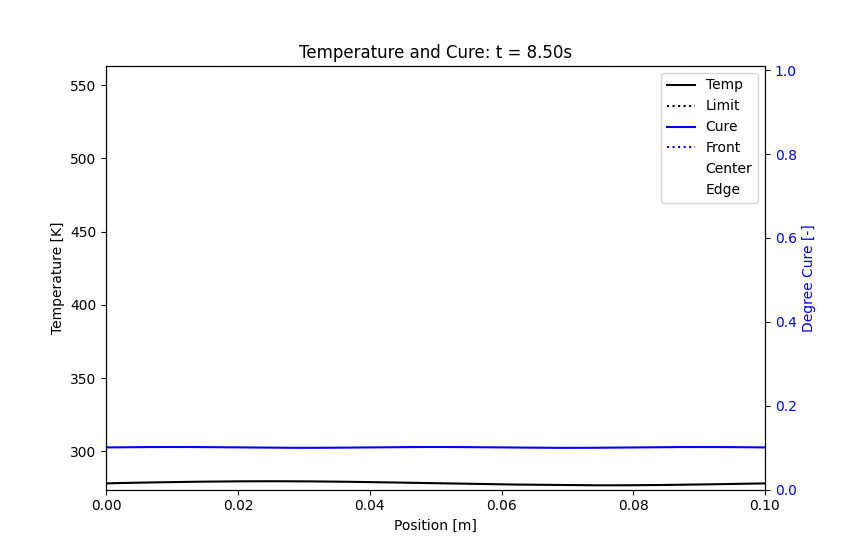 Temperature and Cure: t = 8.50s
Temp
Limit
Cure
Front
Center
Edge
550
500
450
400
350
300
Temperature [K]
1.0
0.8
0.6
0.4
0.2
0.0
Degree Cure [-]
0.00
0.02
0.04
0.06
0.08
0.10
Position [m]